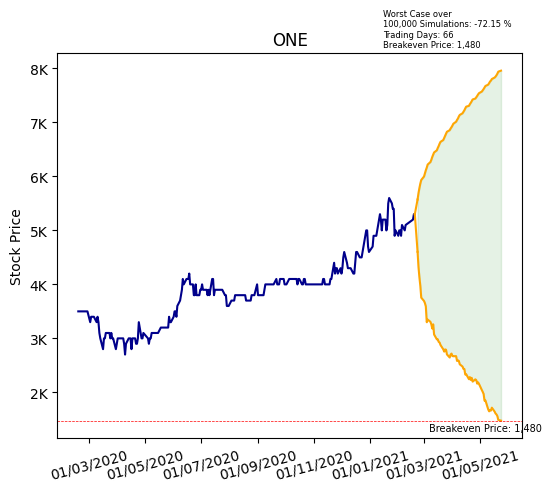 Worst Case over
100,000 Simulations: -72.15 %
Trading Days: 66
Breakeven Price: 1,480
ONE
8K
7K
6K
5K
4K
3K
2K
Stock Price
Breakeven Price: 1,480
01/03/2020
01/05/2020
01/07/2020
01/09/2020
01/11/2020
01/01/2021
01/03/2021
01/05/2021